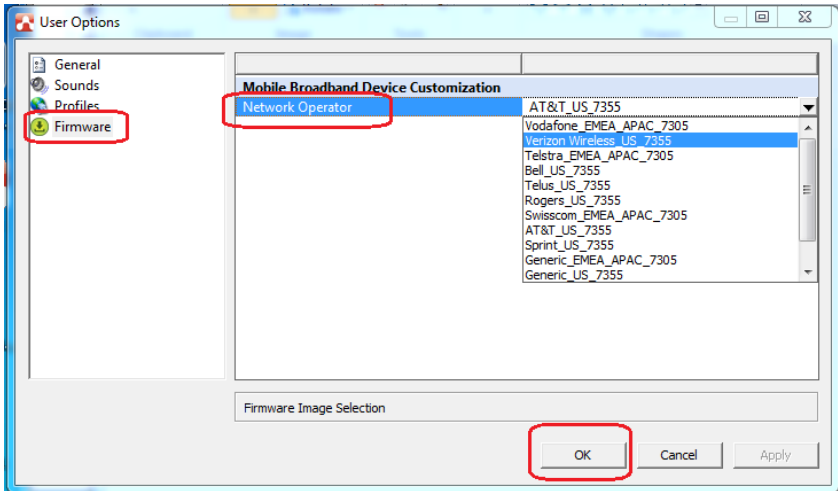 User Options
General
Sounds
Profiles
Firmware
Mobile Broadband Device Customization
Network Operator AT&T_US_7355
Vodafone_EMEA_APAC_7305
Verizon Wireless_US_7355
Telstra_EMEA_APAC_7305
Bell_US_7355
Telus_US_7355
Rogers_US_7355
Swisscom_EMEA_APAC_7305
AT&T_US_7355
Sprint_US_7355
Generic_EMEA_APAC_7305
Generic_US_7355
Firmware Image Selection
OK Cancel Apply